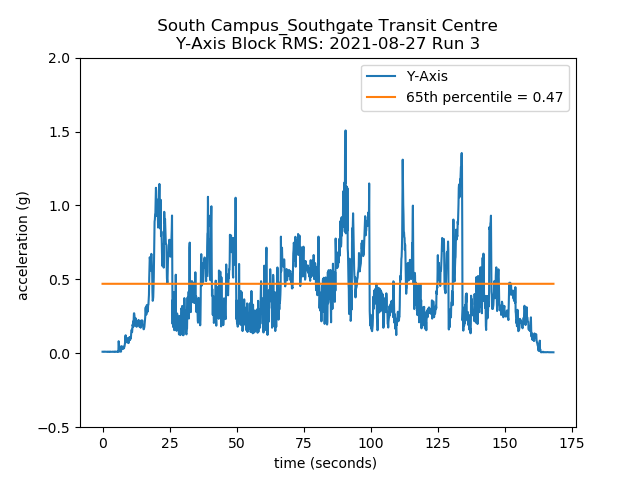 South Campus_Southgate Transit Centre
Y-Axis Block RMS: 2021-08-27 Run 3
Y-Axis
65th percentile = 0.47
2.0
1.5
1.0
0.5
0.0
−0.5
acceleration (g)
0 25 50 75 100 125 150 175
time (seconds)